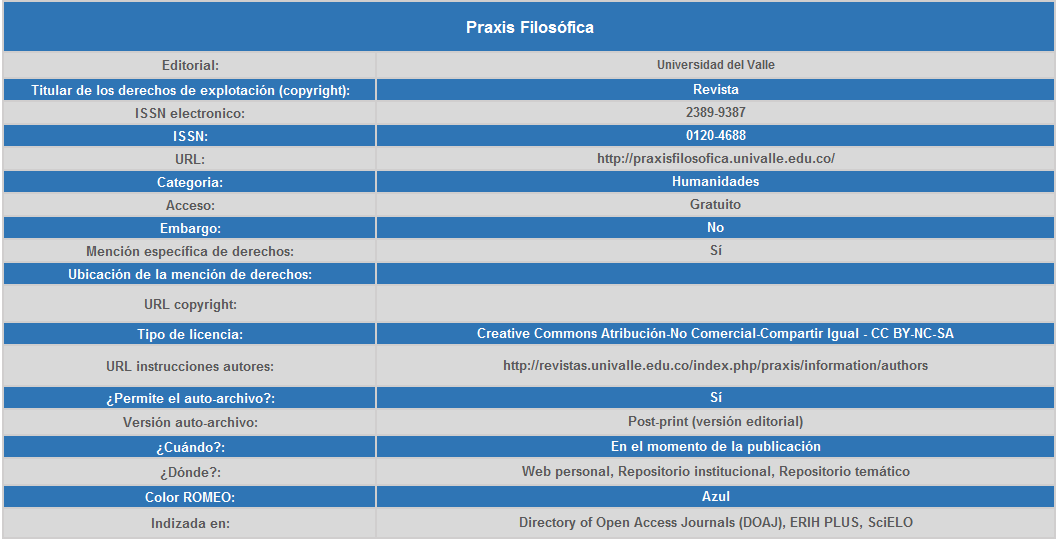 Praxis Filosófica
Editorial: Universidad del Valle
Titular de los derechos de explotación (copyright): Revista
ISSN electronico: 2389-9387
ISSN: 0120-4688
URL: http://praxisfilosofica.univalle.edu.co/
Categoria: Humanidades
Acceso: Gratuito
Embargo: No
Mención específica de derechos: Sí
Ubicación de la mención de derechos:
URL copyright:
Tipo de licencia: Creative Commons Atribución-No Comercial-Compartir Igual - CC BY-NC-SA
URL instrucciones autores: http://revistas.univalle.edu.co/index.php/praxis/information/authors
¿Permite el auto-archivo?: Sí
Versión auto-archivo: Post-print (versión editorial)
¿Cuándo?: En el momento de la publicación
¿Dónde?: Web personal, Repositorio institucional, Repositorio temático
Color ROMEO: Azul
Indizada en: Directory of Open Access Journals (DOAJ), ERIH PLUS, SciELO